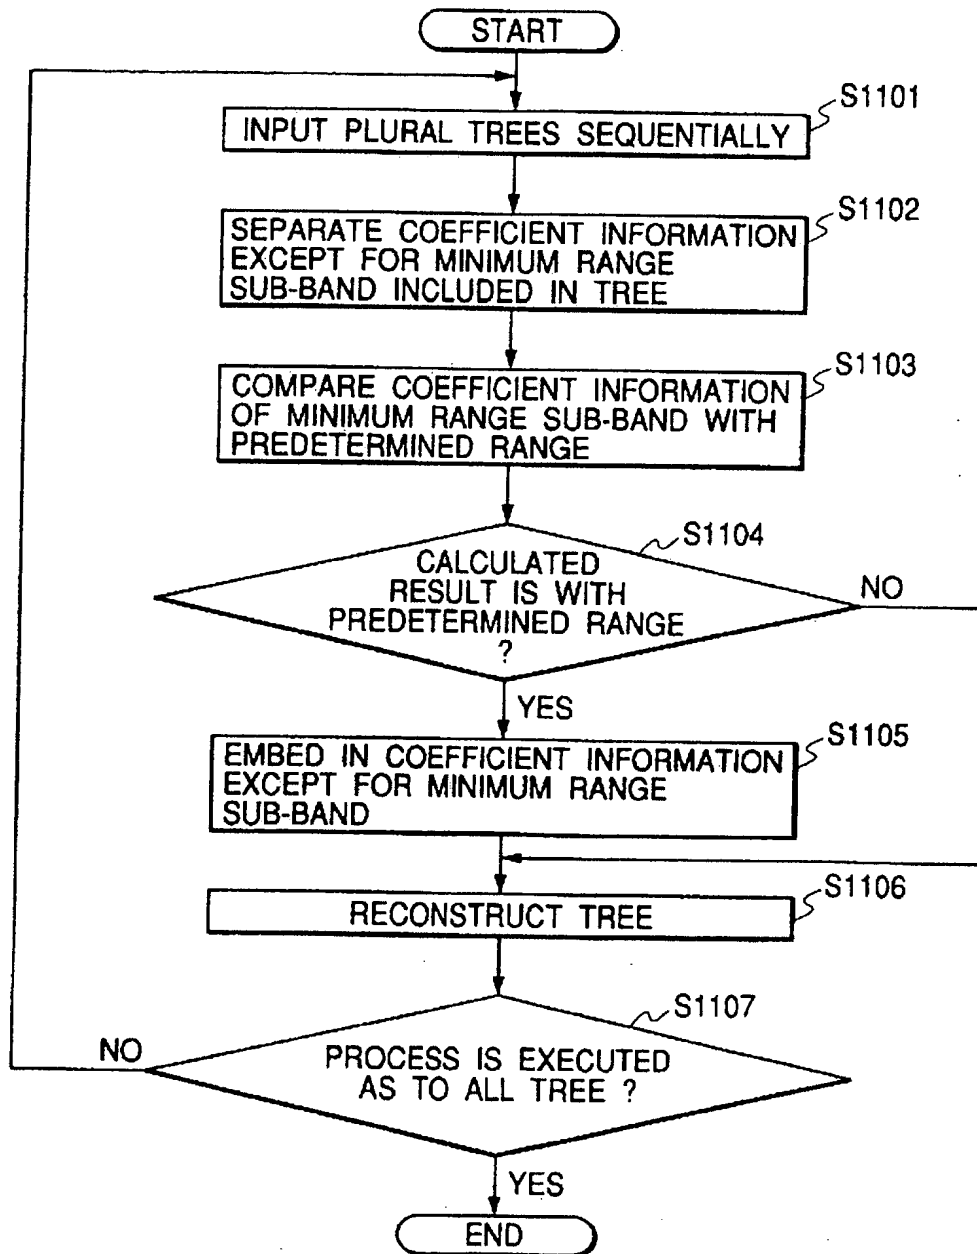 START
S1101
INPUT PLURAL TREES SEQUENTIALLY
S1102
SEPARATE COEFFICIENT INFORMATION
EXCEPT FOR MINIMUM RANGE
SUB-BAND INCLUDED IN TREE
S1103
COMPARE COEFFICIENT INFORMATION
OF MINIMUM RANGE SUB-BAND WITH
PREDETERMINED RANGE
S1104
CALCULATED
RESULT IS WITH
PREDETERMINED RANGE
?
NO
YES
S1105
EMBED IN COEFFICIENT INFORMATION
EXCEPT FOR MINIMUM RANGE
SUB-BAND
S1106
RECONSTRUCT TREE
S1107
NO
PROCESS IS EXECUTED
AS TO ALL TREE ?
YES
END